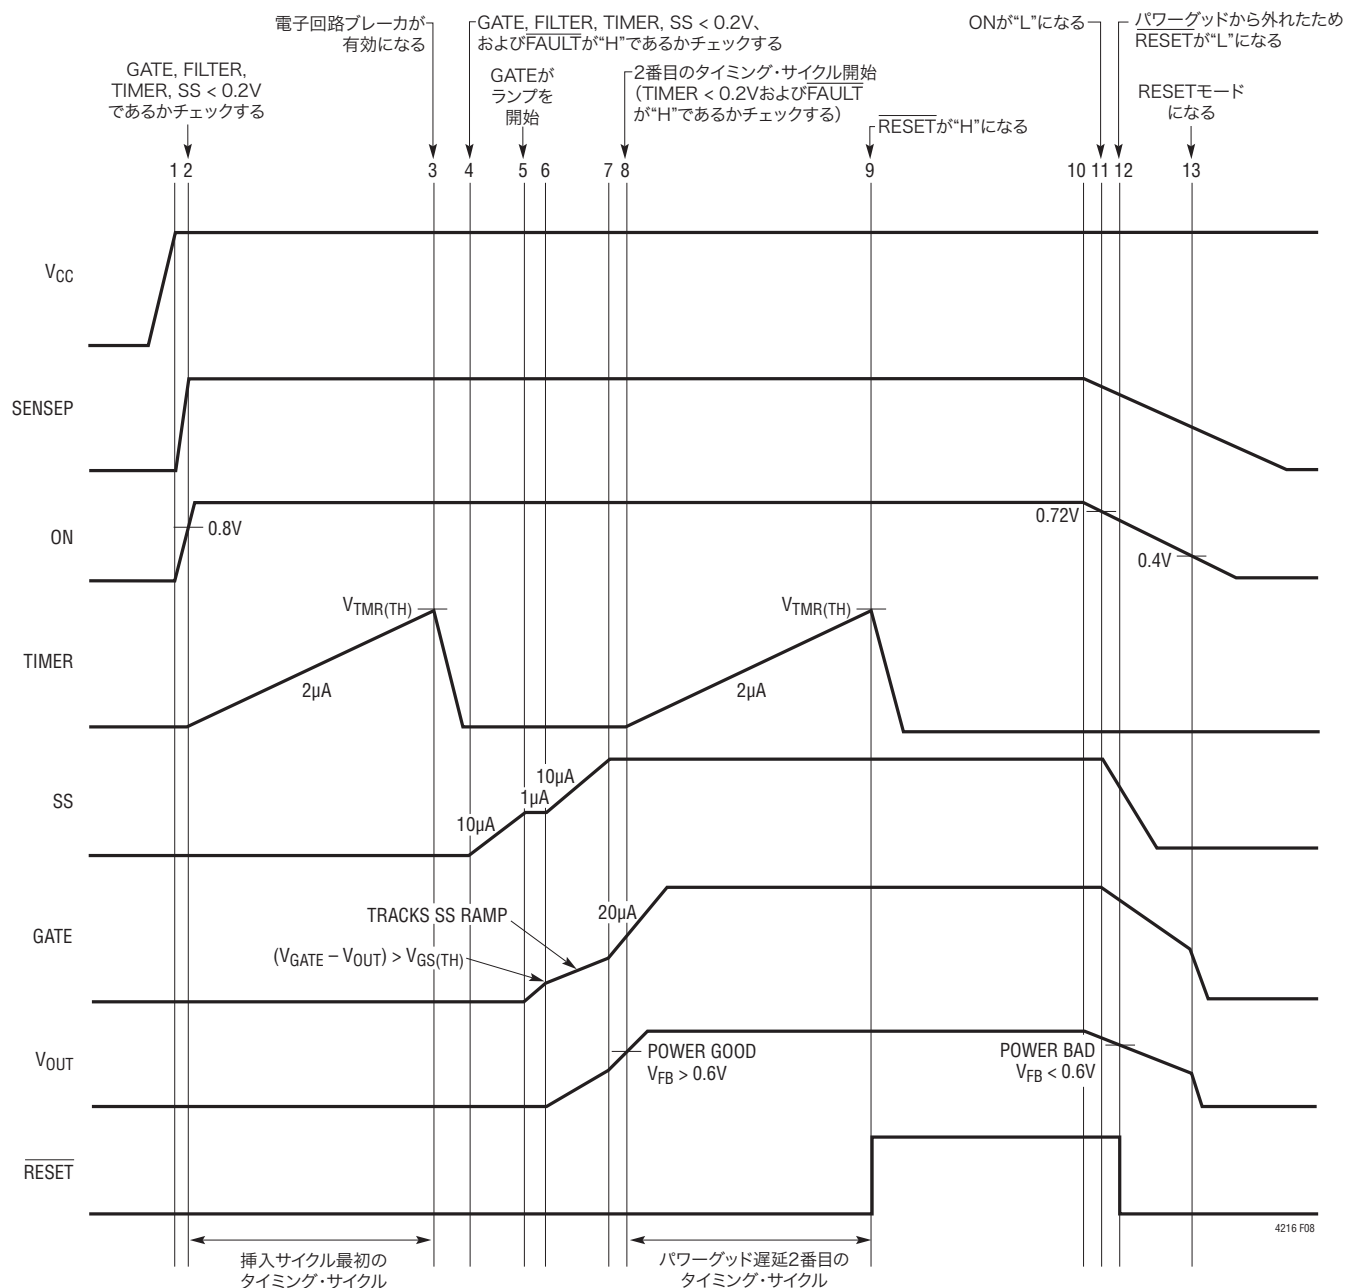 電子回路ブレーカが
有効になる
GATE, FILTER, TIMER, SS < 0.2V、
およびFAULTが“H”であるかチェックする
ONが“L”になる
パワーグッドから外れたため
RESETが“L”になる
GATE, FILTER,
TIMER, SS < 0.2V
であるかチェックする
GATEが
ランプを
開始
2番目のタイミング・サイクル開始
(TIMER < 0.2VおよびFAULT
が“H”であるかチェックする)
RESETが“H”になる
RESETモード
になる
1 2 3 4 5 6 7 8 9 10 11 12 13
VCC
SENSEP
ON
0.8V
0.72V
0.4V
TIMER
VTMR(TH)
2µA
VTMR(TH)
2µA
SS
10µA
1µA
10µA
GATE
TRACKS SS RAMP
(VGATE – VOUT) > VGS(TH)
20µA
VOUT
POWER GOOD
VFB > 0.6V
POWER BAD
VFB < 0.6V
RESET
4216 F08
挿入サイクル最初の
タイミング・サイクル
パワーグッド遅延2番目の
タイミング・サイクル